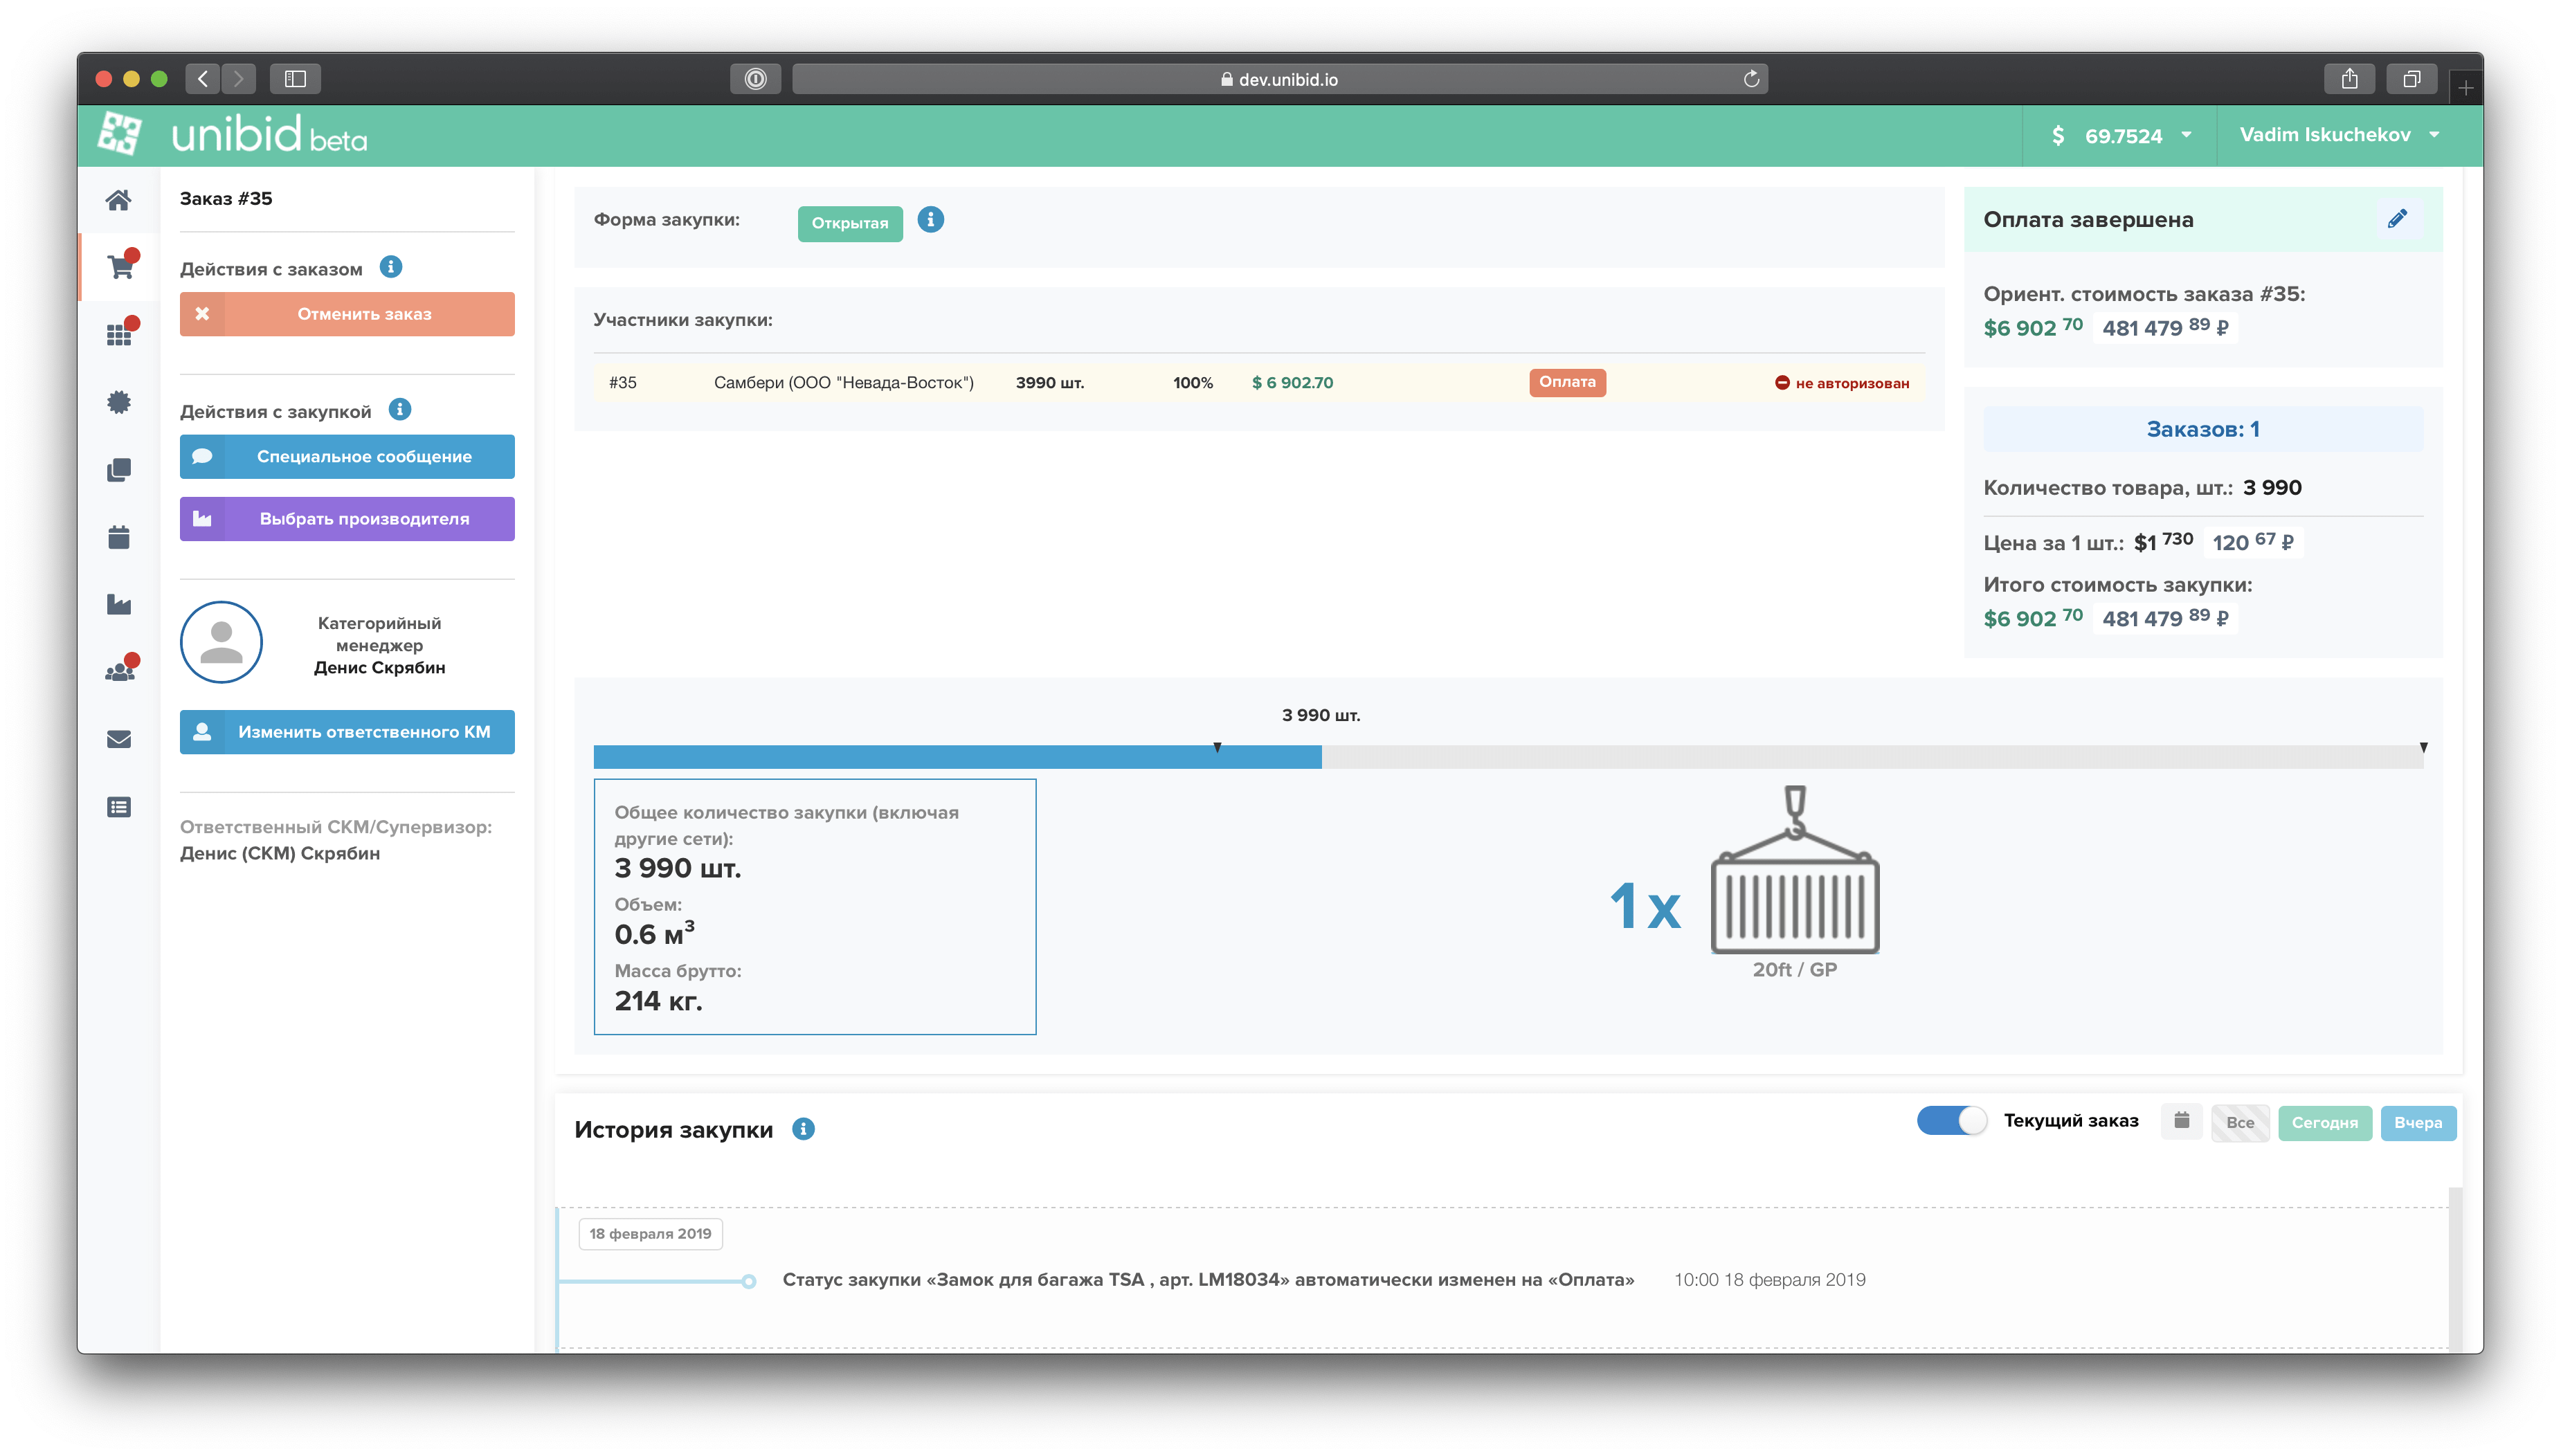 dev.unibid.io
unibid beta
$ 69.7524
Vadim Iskuchekov
Заказ #35
Действия с заказом
Отменить заказ
Действия с закупкой
Специальное сообщение
Выбрать производителя
Категорийный
менеджер
Денис Скрябин
Изменить ответственного КМ
Ответственный СКМ/Супервизор:
Денис (СКМ) Скрябин
Форма закупки: Открытая
Участники закупки:
#35 Самбери (ООО "Невада-Восток") 3990 шт. 100% $ 6 902.70 Оплата не авторизован
Оплата завершена
Ориент. стоимость заказа #35:
$6 902 70 481 479 89 ₽
Заказов: 1
Количество товара, шт.: 3 990
Цена за 1 шт.: $1 730 120 67 ₽
Итого стоимость закупки:
$6 902 70 481 479 89 ₽
3 990 шт.
Общее количество закупки (включая
другие сети):
3 990 шт.
Объем:
0.6 м³
Масса брутто:
214 кг.
1 x
20ft / GP
История закупки
Текущий заказ
Все
Сегодня
Вчера
18 февраля 2019
Статус закупки «Замок для багажа TSA , арт. LM18034» автоматически изменен на «Оплата» 10:00 18 февраля 2019